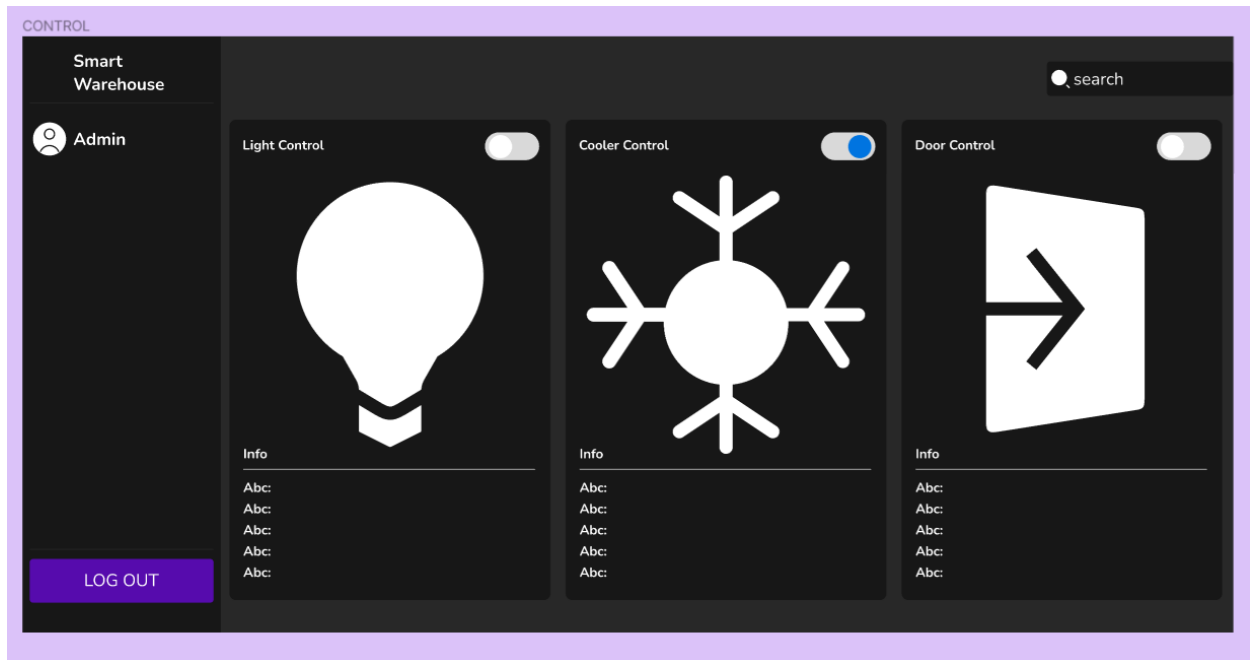 CONTROL
Smart
Warehouse
search
Admin
Light Control
Info
Abc:
Abc:
Abc:
Abc:
Abc:
Cooler Control
Info
Abc:
Abc:
Abc:
Abc:
Abc:
Door Control
Info
Abc:
Abc:
Abc:
Abc:
Abc:
LOG OUT